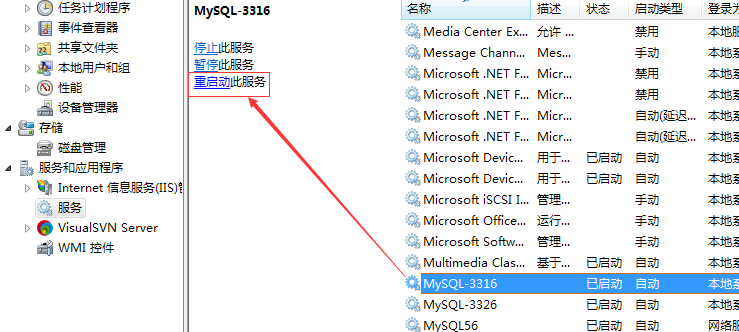 任务计划程序
事件查看器
共享文件夹
本地用户和组
性能
设备管理器
存储
磁盘管理
服务和应用程序
Internet 信息服务(IIS)管
服务
VisualSVN Server
WMI 控件
MySQL-3316
停止此服务
暂停此服务
重启动此服务
名称 描述 状态 启动类型 登录为
Media Center Ex... 允许 ... 禁用 本地服
Message Chann... Mes... 手动 本地系
Microsoft .NET F... Micr... 禁用 本地系
Microsoft .NET F... Micr... 禁用 本地系
Microsoft .NET F... Micr... 自动(延迟... 本地系
Microsoft .NET F... Micr... 自动(延迟... 本地系
Microsoft Devic... 用于... 已启动 自动 本地系
Microsoft Devic... 用于... 已启动 自动 本地系
Microsoft iSCSI I... 管理... 手动 本地系
Microsoft Office... 运行... 手动 本地系
Microsoft Softw... 管理... 手动 本地系
Multimedia Clas... 基于... 已启动 自动 本地系
MySQL-3316 已启动 自动 本地系
MySQL-3326 已启动 自动 本地系
MySQL56 已启动 自动 网络服